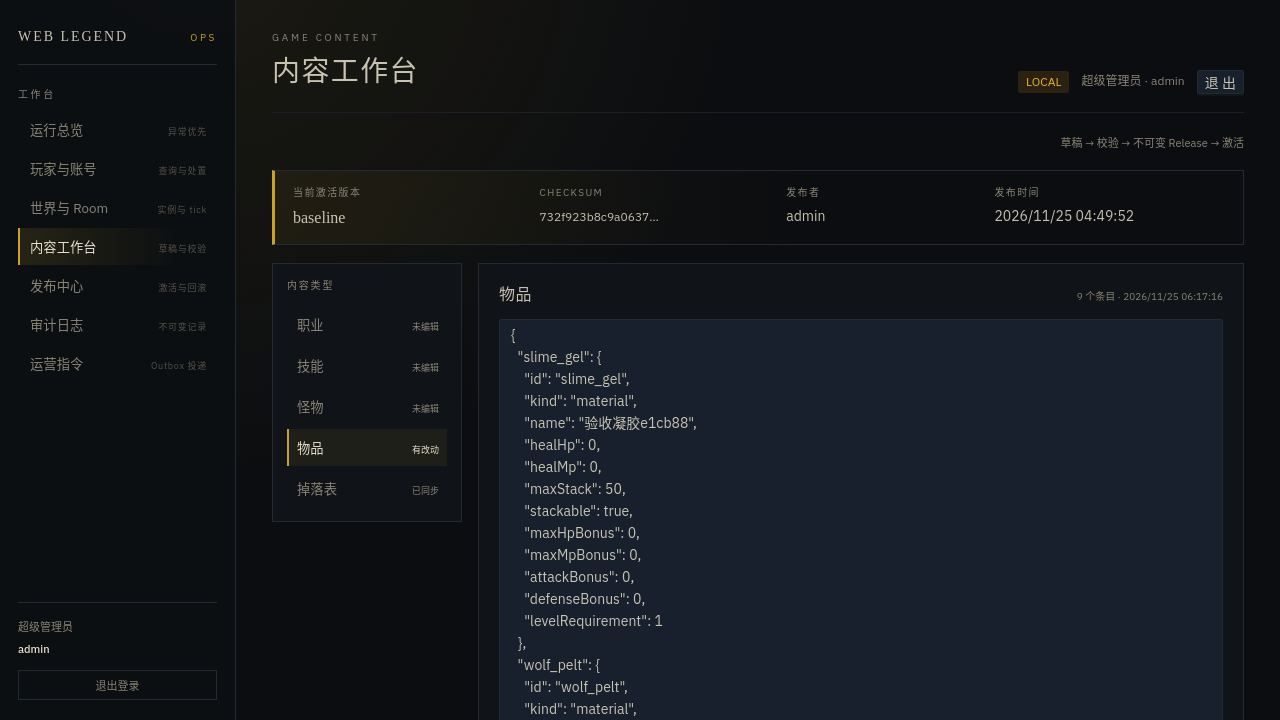 WEB LEGEND OPS
工作台
运行总览 异常优先
玩家与账号 查询与处置
世界与 Room 实例与 tick
内容工作台 草稿与校验
发布中心 激活与回滚
审计日志 不可变记录
运营指令 Outbox 投递
超级管理员
admin
退出登录
GAME CONTENT
内容工作台
LOCAL 超级管理员 · admin 退 出
草稿 → 校验 → 不可变 Release → 激活
当前激活版本 CHECKSUM 发布者 发布时间
baseline 732f923b8c9a0637… admin 2026/11/25 04:49:52
内容类型
职业 未编辑
技能 未编辑
怪物 未编辑
物品 有改动
掉落表 已同步
物品 9 个条目 · 2026/11/25 06:17:16
{
"slime_gel": {
"id": "slime_gel",
"kind": "material",
"name": "验收凝胶e1cb88",
"healHp": 0,
"healMp": 0,
"maxStack": 50,
"stackable": true,
"maxHpBonus": 0,
"maxMpBonus": 0,
"attackBonus": 0,
"defenseBonus": 0,
"levelRequirement": 1
},
"wolf_pelt": {
"id": "wolf_pelt",
"kind": "material",